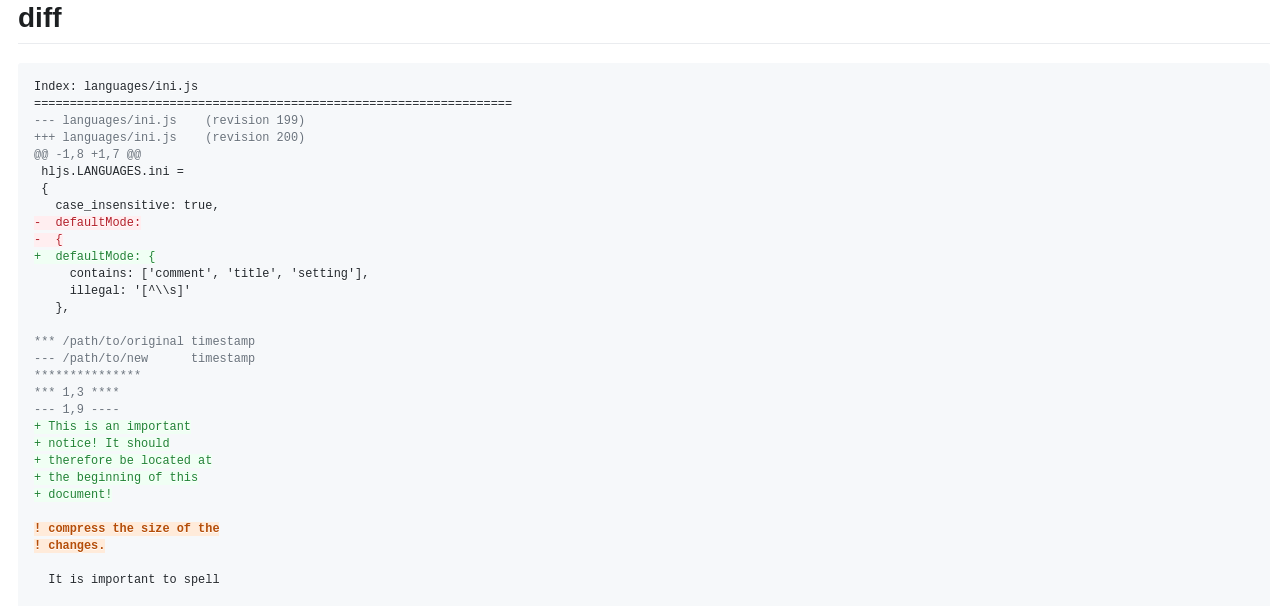 diff
Index: languages/ini.js
===================================================================
--- languages/ini.js    (revision 199)
+++ languages/ini.js    (revision 200)
@@ -1,8 +1,7 @@
 hljs.LANGUAGES.ini =
 {
   case_insensitive: true,
-  defaultMode:
-  {
+  defaultMode: {
     contains: ['comment', 'title', 'setting'],
     illegal: '[^\\s]'
   },

*** /path/to/original timestamp
--- /path/to/new      timestamp
***************
*** 1,3 ****
--- 1,9 ----
+ This is an important
+ notice! It should
+ therefore be located at
+ the beginning of this
+ document!

! compress the size of the
! changes.

  It is important to spell